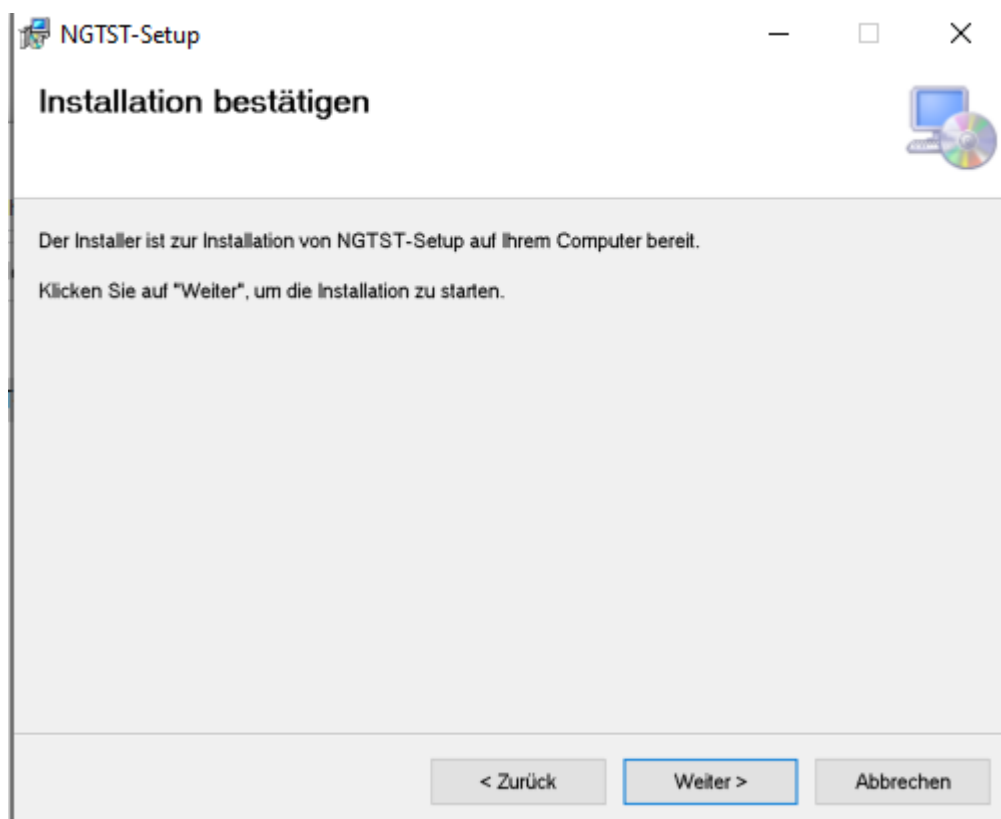 NGTST-Setup
Installation bestätigen
Der Installer ist zur Installation von NGTST-Setup auf Ihrem Computer bereit.
Klicken Sie auf "Weiter", um die Installation zu starten.
< Zurück
Weiter >
Abbrechen